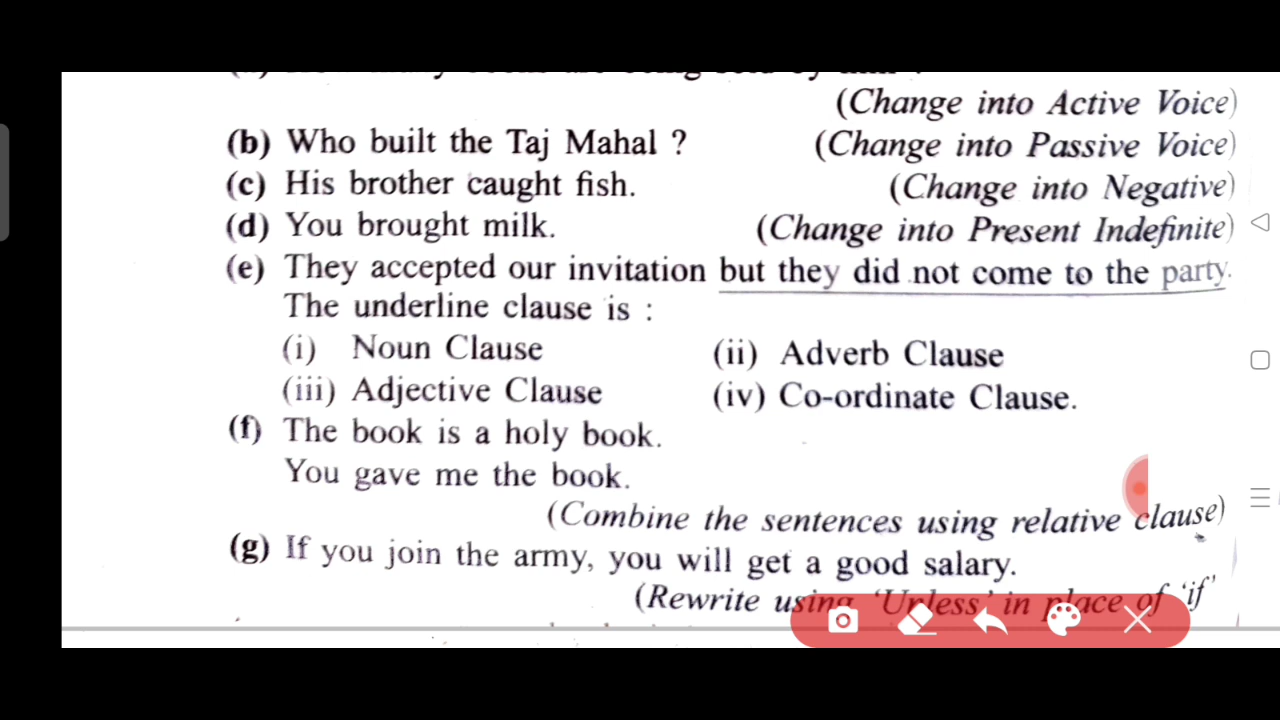 (Change into Active Voice)
(b) Who built the Taj Mahal ? (Change into Passive Voice)
(c) His brother caught fish. (Change into Negative)
(d) You brought milk. (Change into Present Indefinite)
(e) They accepted our invitation but they did not come to the party.
The underline clause is :
(i) Noun Clause (ii) Adverb Clause
(iii) Adjective Clause (iv) Co-ordinate Clause.
(f) The book is a holy book.
You gave me the book.
(Combine the sentences using relative clause)
(g) If you join the army, you will get a good salary.
(Rewrite using 'Unless' in place of 'if'